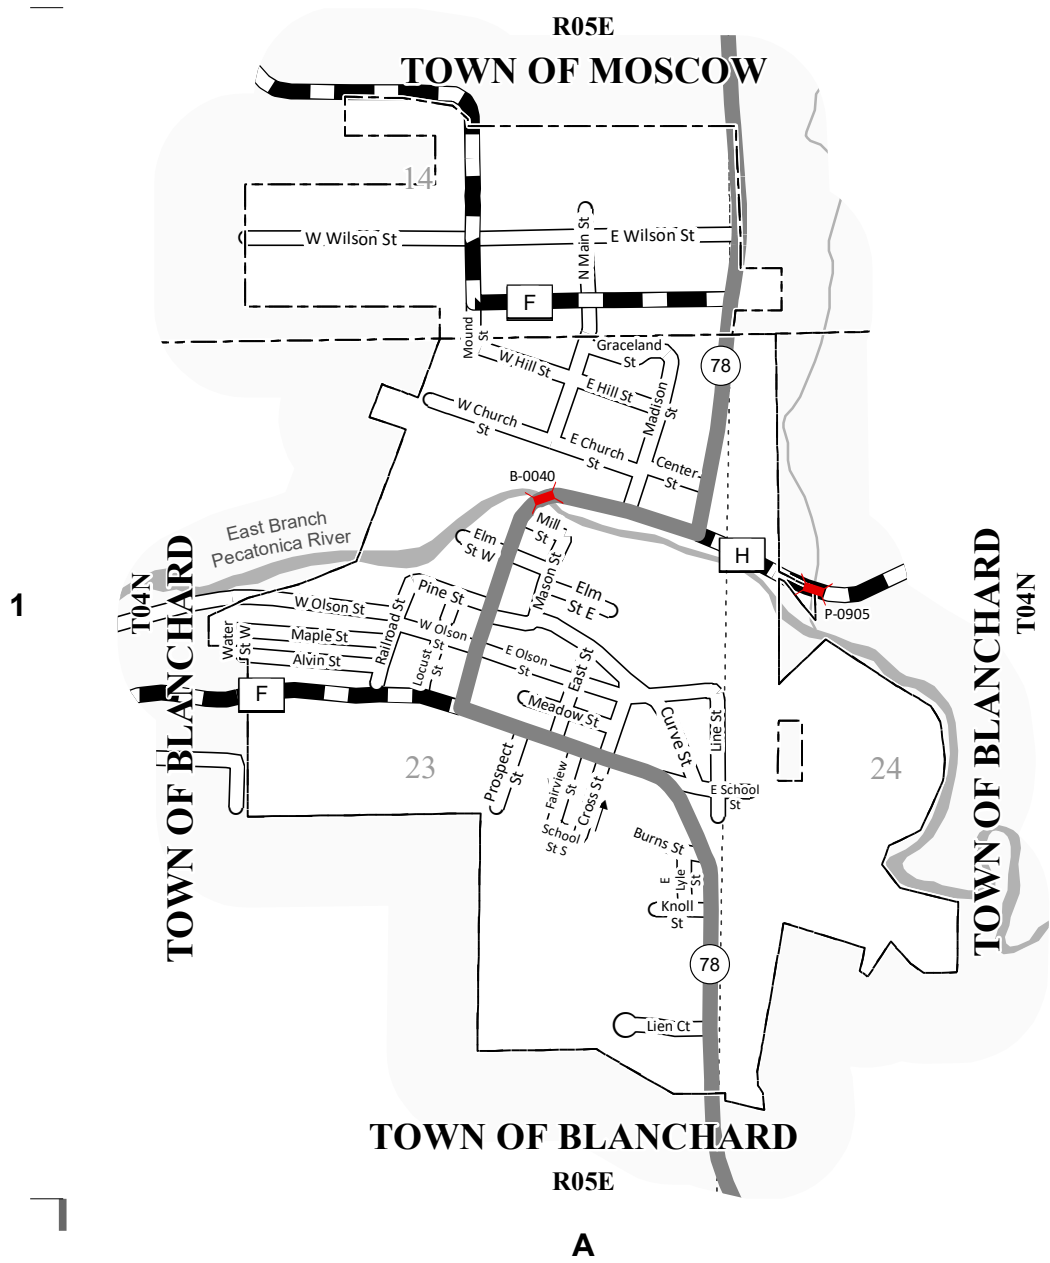 R05E
TOWN OF MOSCOW
14
W Wilson St
E Wilson St
N Main St
F
Mound
St
Graceland
St
78
W Hill St
E Hill St
Madison
St
W Church
St
E Church
St
Center
St
B-0040
East Branch
Pecatonica River
Mill
St
Elm
St W
Mason St
Elm
St E
H
P-0905
1
T04N
TOWN OF BLANCHARD
T04N
TOWN OF BLANCHARD
Pine St
W Olson St
Railroad St
W Olson
St
Water
St W
Maple St
Alvin St
Locust
St
E Olson
St
East St
F
Meadow St
Curve St
Line St
23
24
Prospect
St
Fairview
St
Cross St
E School
St
School
St S
Burns St
E
Lyle
St
Knoll
St
78
Lien Ct
TOWN OF BLANCHARD
R05E
A